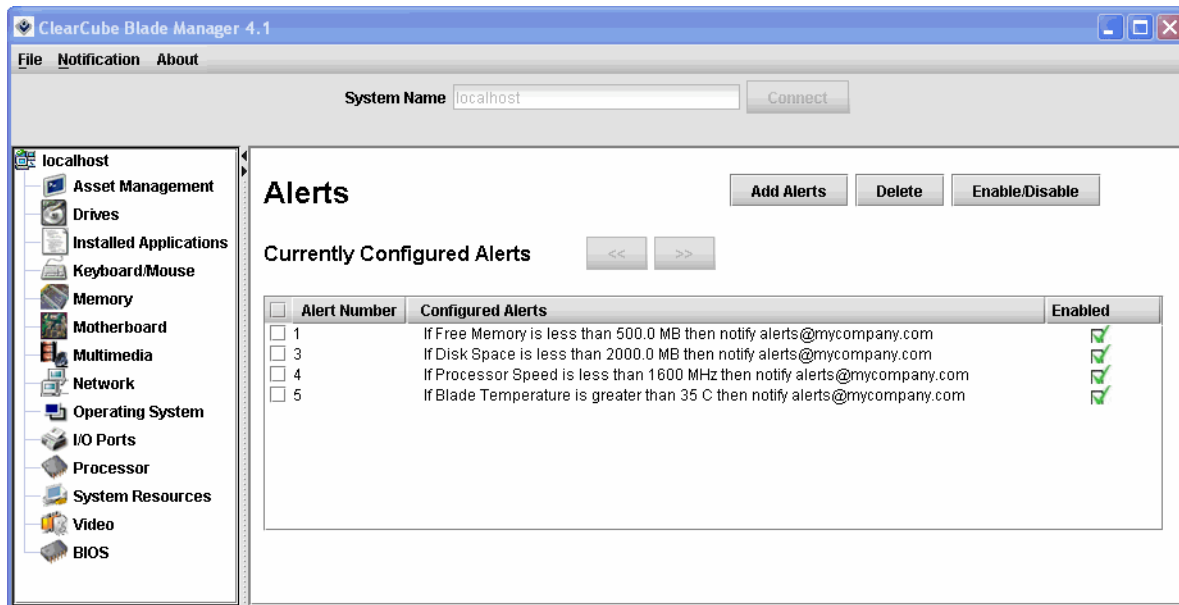 ClearCube Blade Manager 4.1
File Notification About
System Name localhost Connect
localhost
Asset Management
Drives
Installed Applications
Keyboard/Mouse
Memory
Motherboard
Multimedia
Network
Operating System
I/O Ports
Processor
System Resources
Video
BIOS
Alerts Add Alerts Delete Enable/Disable
Currently Configured Alerts << >>
Alert Number Configured Alerts Enabled
1 If Free Memory is less than 500.0 MB then notify alerts@mycompany.com
3 If Disk Space is less than 2000.0 MB then notify alerts@mycompany.com
4 If Processor Speed is less than 1600 MHz then notify alerts@mycompany.com
5 If Blade Temperature is greater than 35 C then notify alerts@mycompany.com